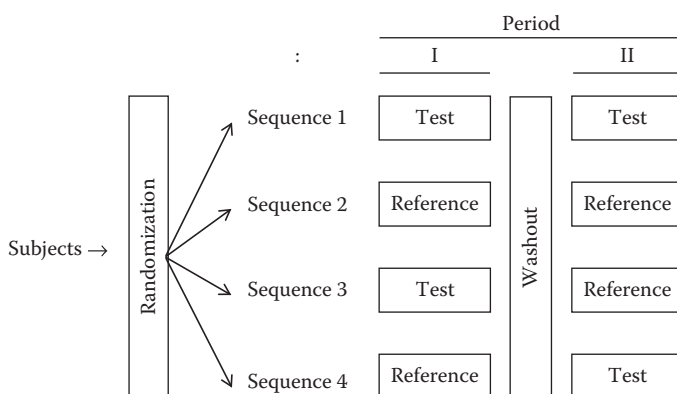 Period
: I II
Sequence 1 Test Test
Sequence 2 Reference Reference
Subjects → Randomization Washout
Sequence 3 Test Reference
Sequence 4 Reference Test